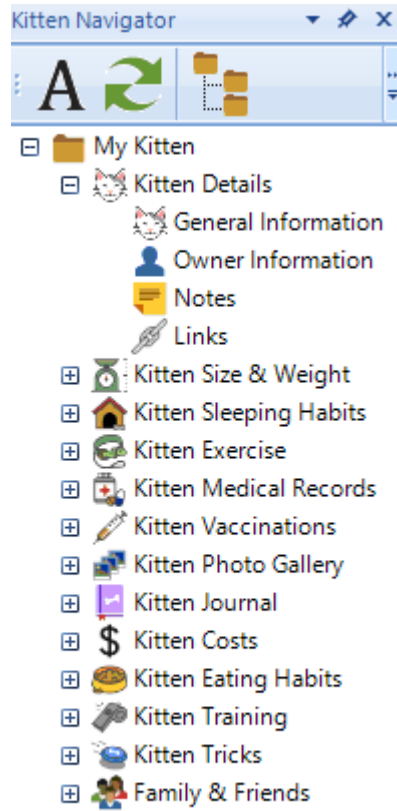 Kitten Navigator
A
My Kitten
Kitten Details
General Information
Owner Information
Notes
Links
Kitten Size & Weight
Kitten Sleeping Habits
Kitten Exercise
Kitten Medical Records
Kitten Vaccinations
Kitten Photo Gallery
Kitten Journal
$ Kitten Costs
Kitten Eating Habits
Kitten Training
Kitten Tricks
Family & Friends